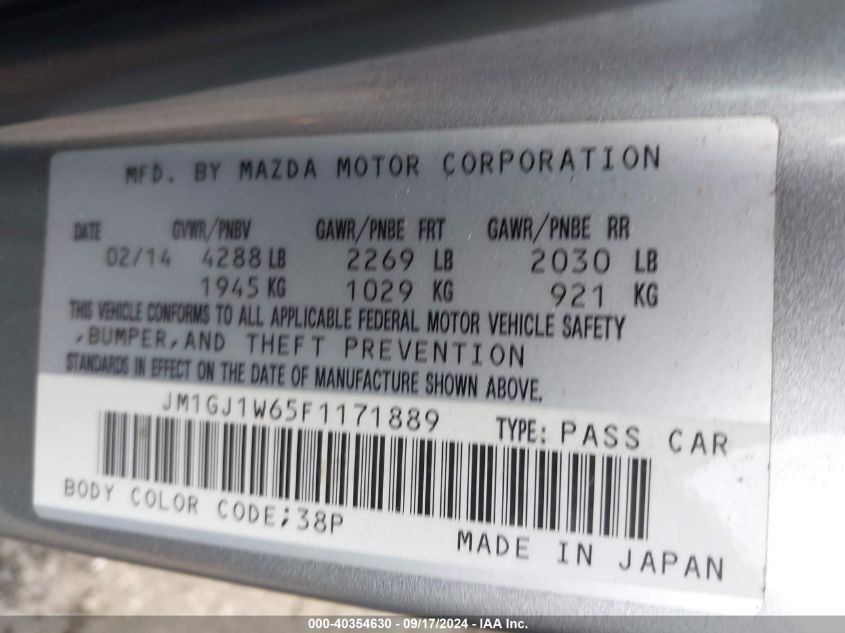 MFD. BY MAZDA MOTOR CORPORATION
DATE GVWR/PNBV GAWR/PNBE FRT GAWR/PNBE RR
02/14 4288 LB 2269 LB 2030 LB
1945 KG 1029 KG 921 KG
THIS VEHICLE CONFORMS TO ALL APPLICABLE FEDERAL MOTOR VEHICLE SAFETY
,BUMPER,AND THEFT PREVENTION
STANDARDS IN EFFECT ON THE DATE OF MANUFACTURE SHOWN ABOVE.
JM1GJ1W65F1171889 TYPE: PASS CAR
BODY COLOR CODE;38P
MADE IN JAPAN
000-40354630 - 09/17/2024 - IAA Inc.